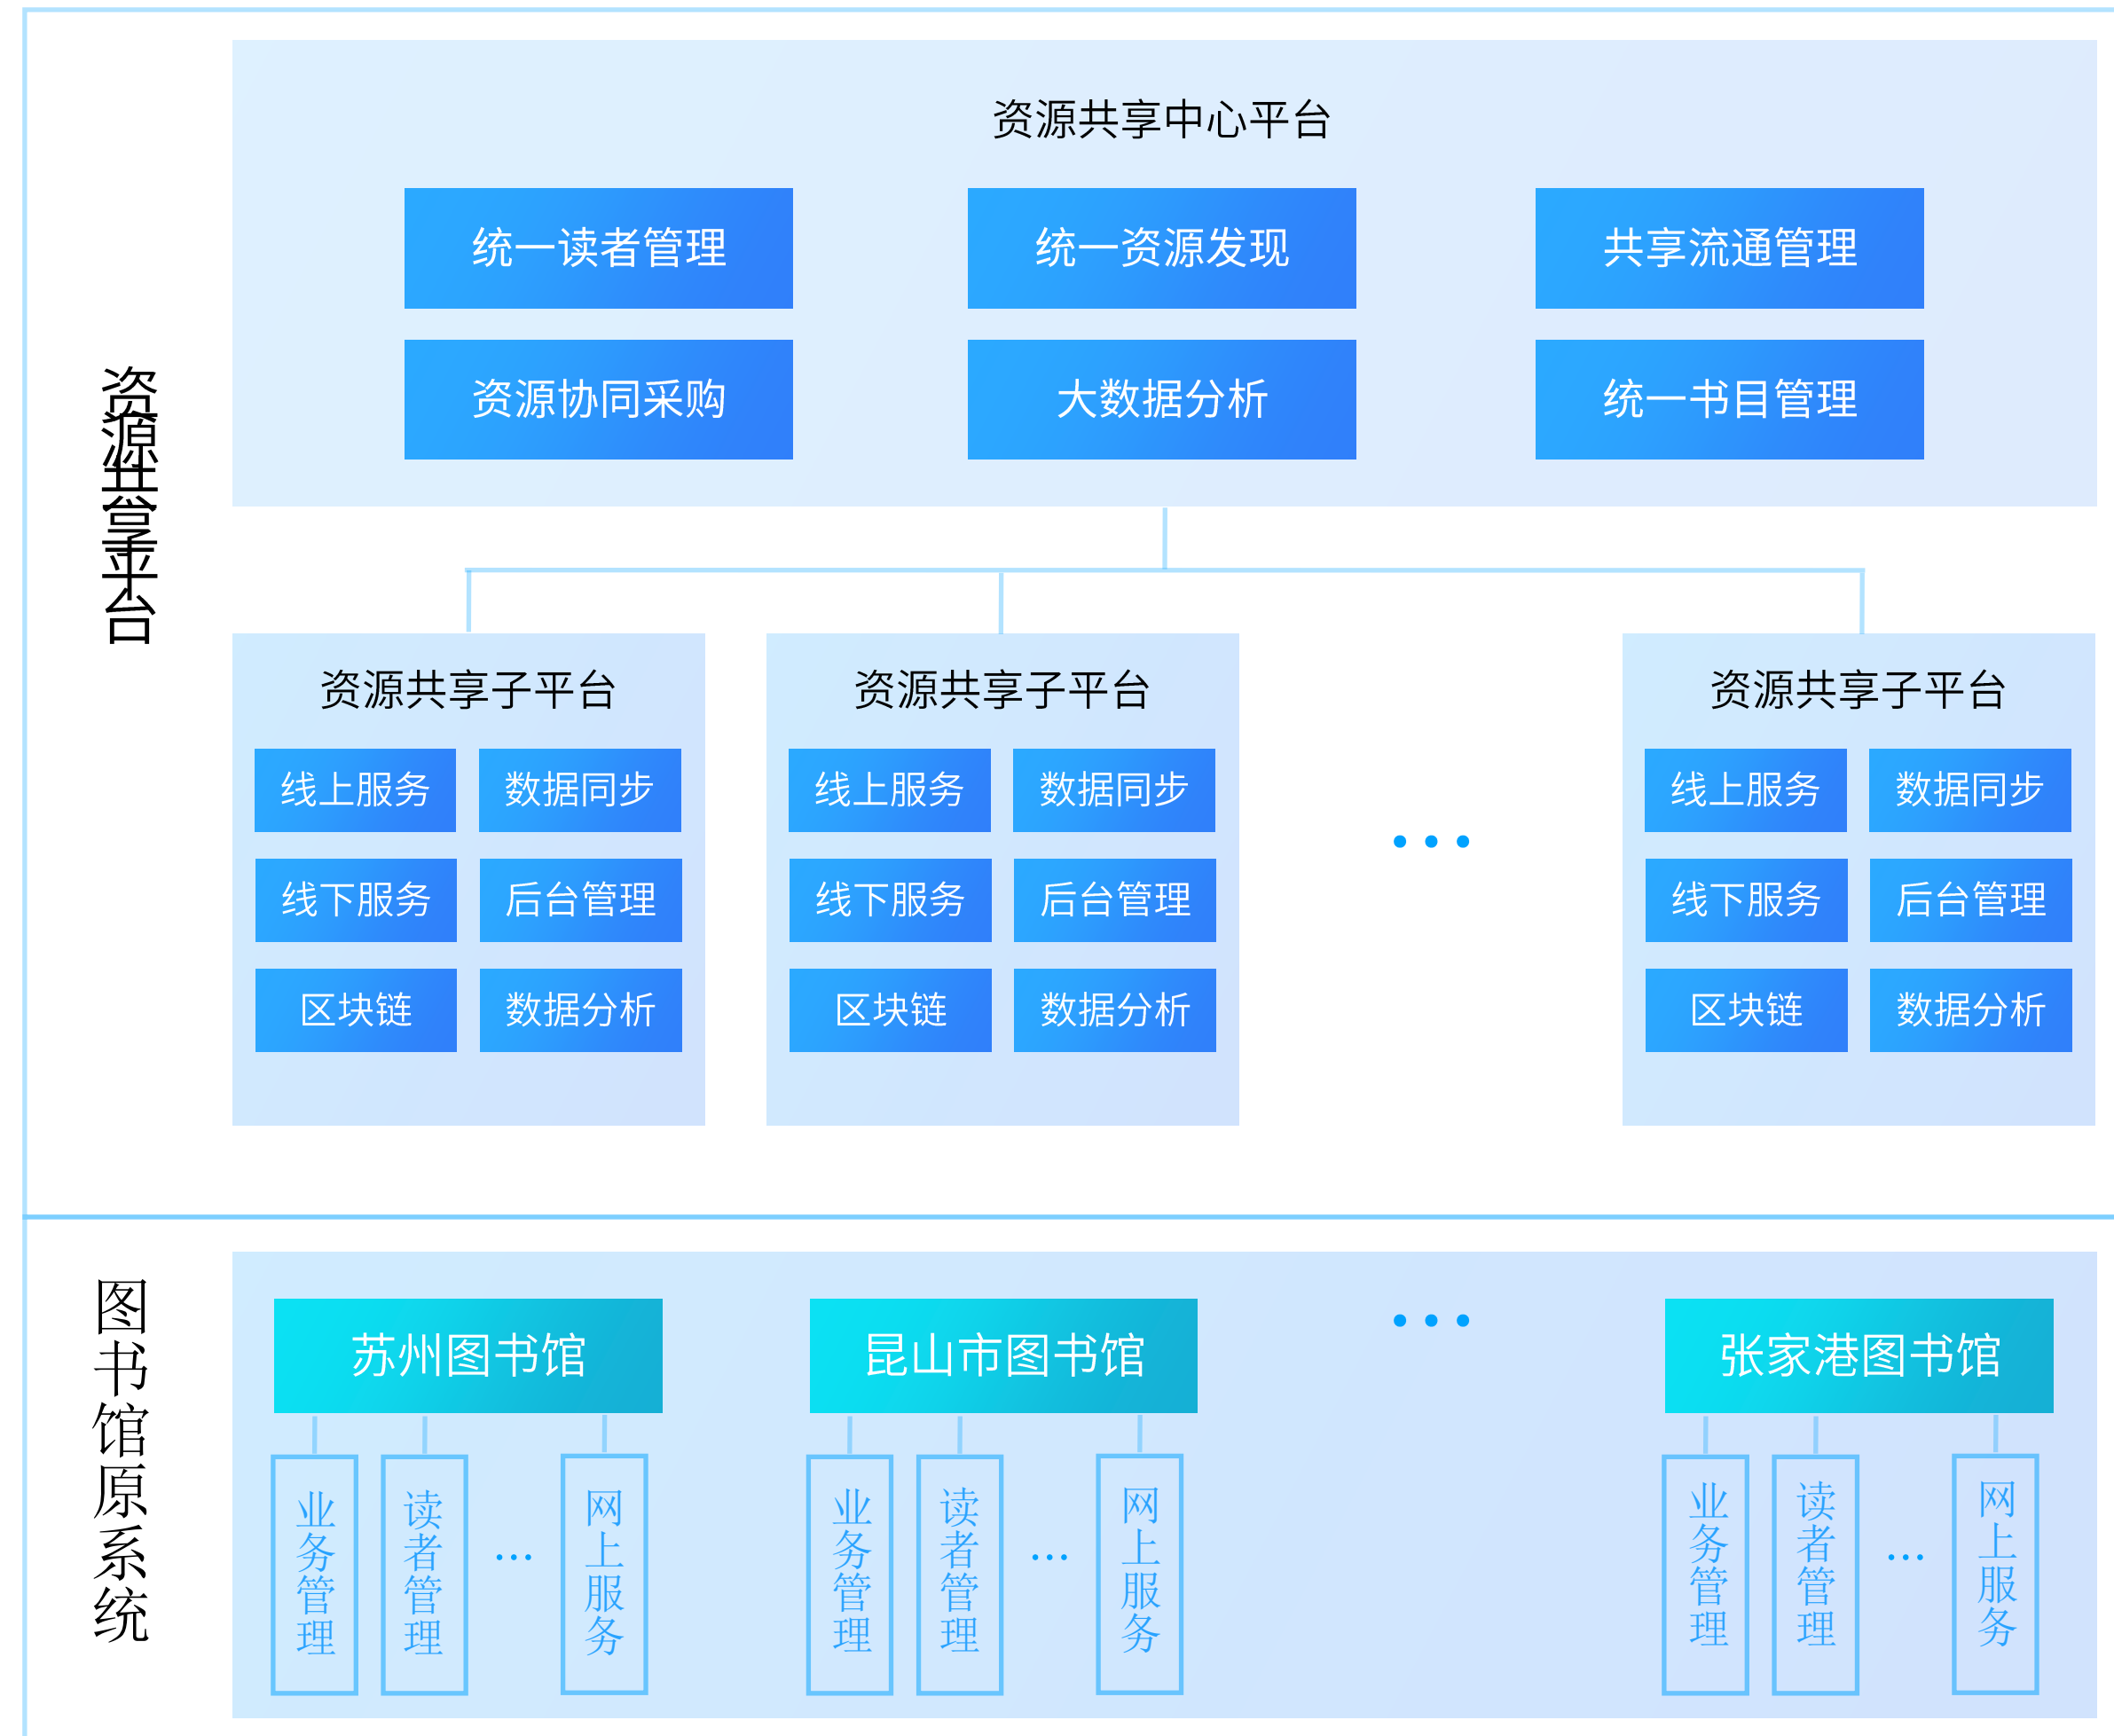 资源共享平台
资源共享中心平台
统一读者管理
统一资源发现
共享流通管理
资源协同采购
大数据分析
统一书目管理
资源共享子平台
线上服务
数据同步
线下服务
后台管理
区块链
数据分析
资源共享子平台
线上服务
数据同步
线下服务
后台管理
区块链
数据分析
...
资源共享子平台
线上服务
数据同步
线下服务
后台管理
区块链
数据分析
图书馆原系统
苏州图书馆
业务管理
读者管理
...
网上服务
昆山市图书馆
业务管理
读者管理
...
网上服务
...
张家港图书馆
业务管理
读者管理
...
网上服务